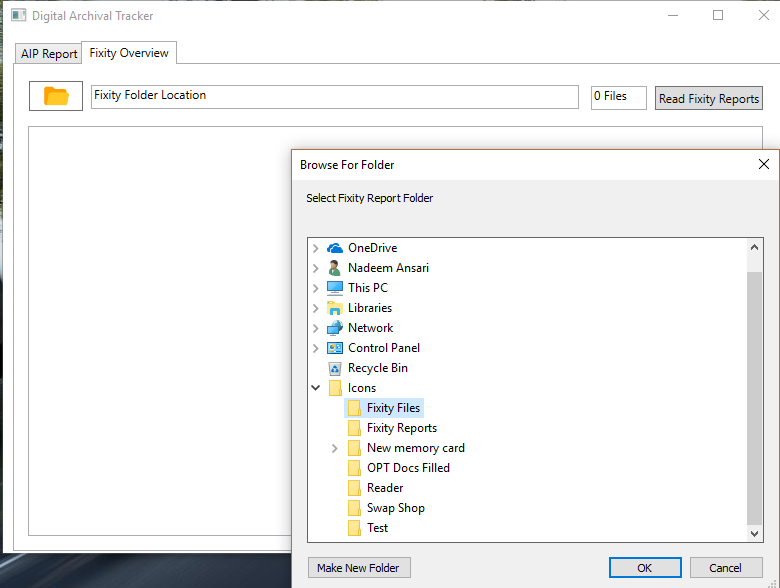 Digital Archival Tracker
AIP Report Fixity Overview
Fixity Folder Location 0 Files Read Fixity Reports
Browse For Folder
Select Fixity Report Folder
OneDrive
Nadeem Ansari
This PC
Libraries
Network
Control Panel
Recycle Bin
Icons
Fixity Files
Fixity Reports
New memory card
OPT Docs Filled
Reader
Swap Shop
Test
Make New Folder OK Cancel